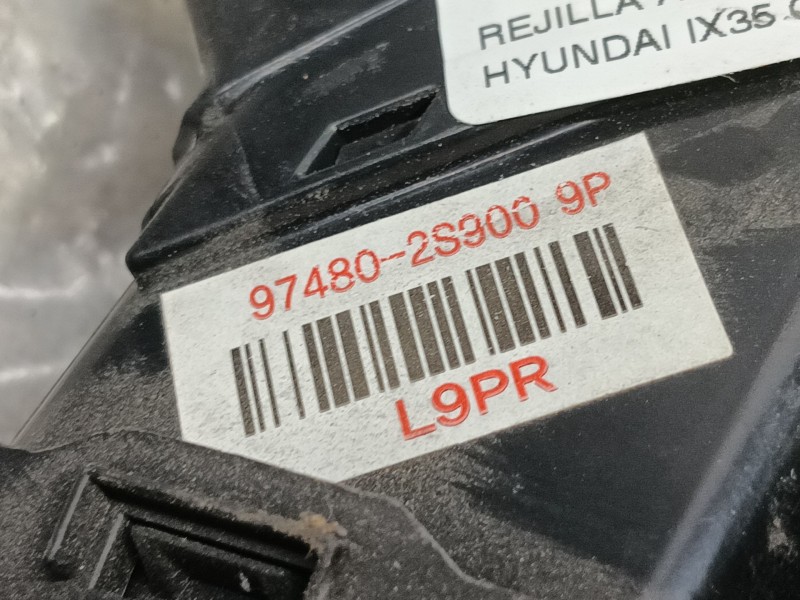 REJILLA
HYUNDAI IX35
97480-2S900 9P
L9PR